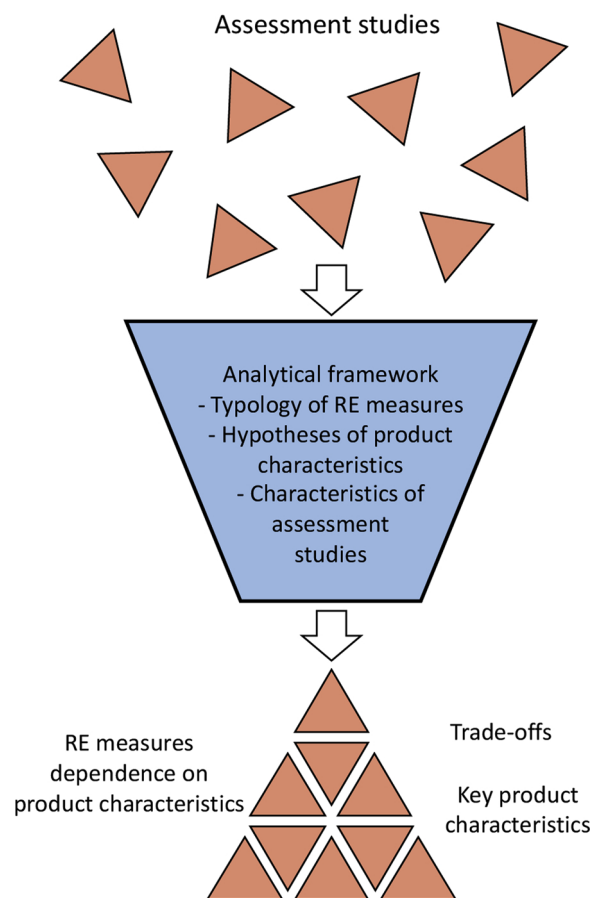 Assessment studies
Analytical framework
- Typology of RE measures
- Hypotheses of product
characteristics
- Characteristics of
assessment
studies
RE measures
dependence on
product characteristics
Trade-offs
Key product
characteristics